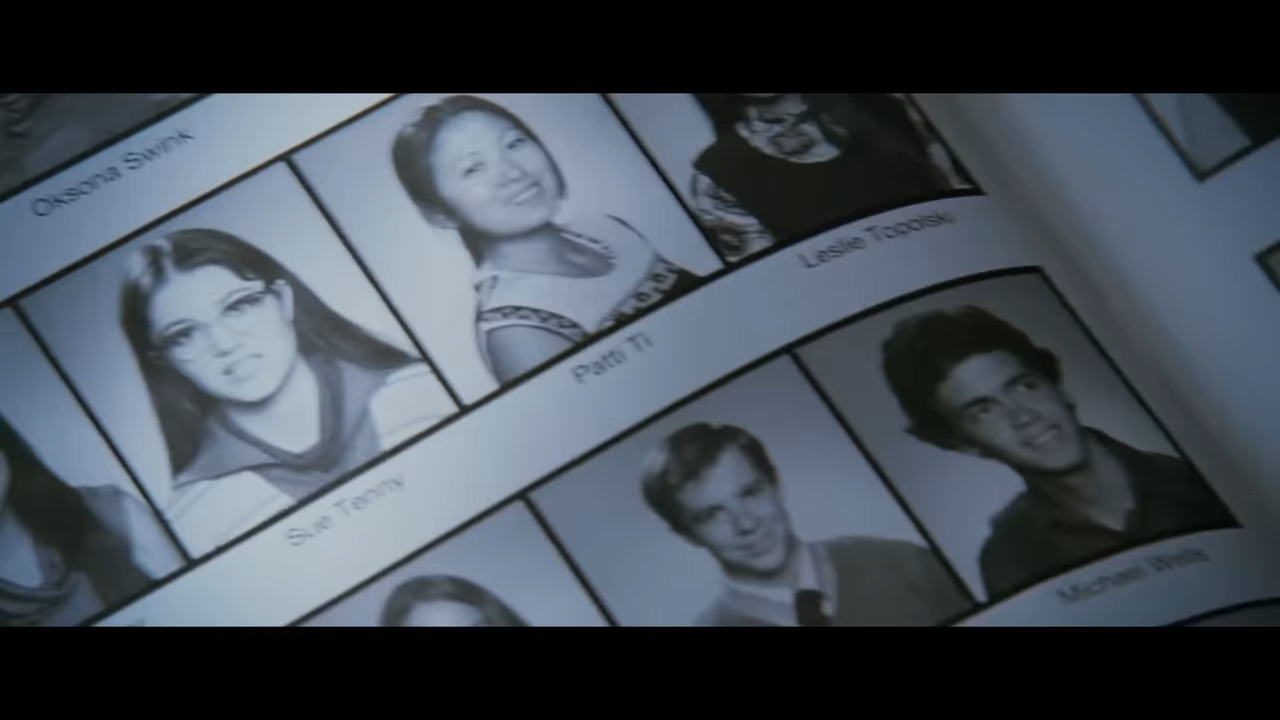 Oksana Swink
Leslie Topolski
Patti Ti
Sue Tenny
Michael Wells